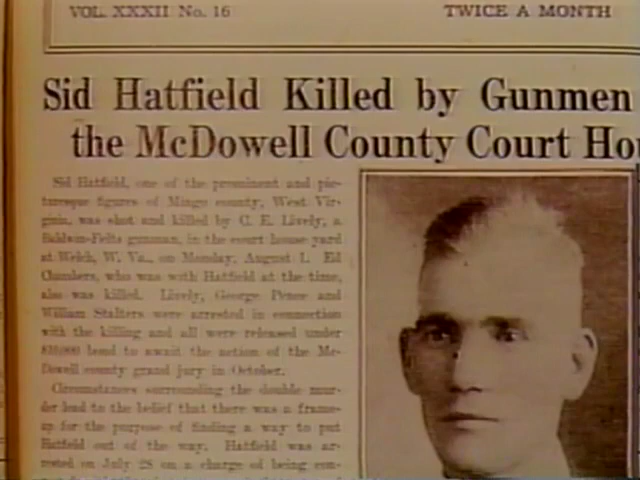 VOL. XXXII No. 16
TWICE A MONTH
Sid Hatfield Killed by Gunmen
the McDowell County Court Hou
Sid Hatfield, one of the prominent and pic-
turesque figures of Mingo county, West Vir-
ginia, was shot and killed by C. E. Lively, a
Baldwin-Felts gunman, in the court house yard
at Welch, W. Va., on Monday, August 1. Ed
Chambers, who was with Hatfield at the time,
also was killed. Lively, George Pence and
William Stalters were arrested in connection
with the killing and all were released under
$10,000 bond to await the action of the Mc-
Dowell county grand jury in October.
Circumstances surrounding the double mur-
der lead to the belief that there was a frame-
up for the purpose of finding a way to put
Hatfield out of the way. Hatfield was ar-
rested on July 28 on a charge of being con-